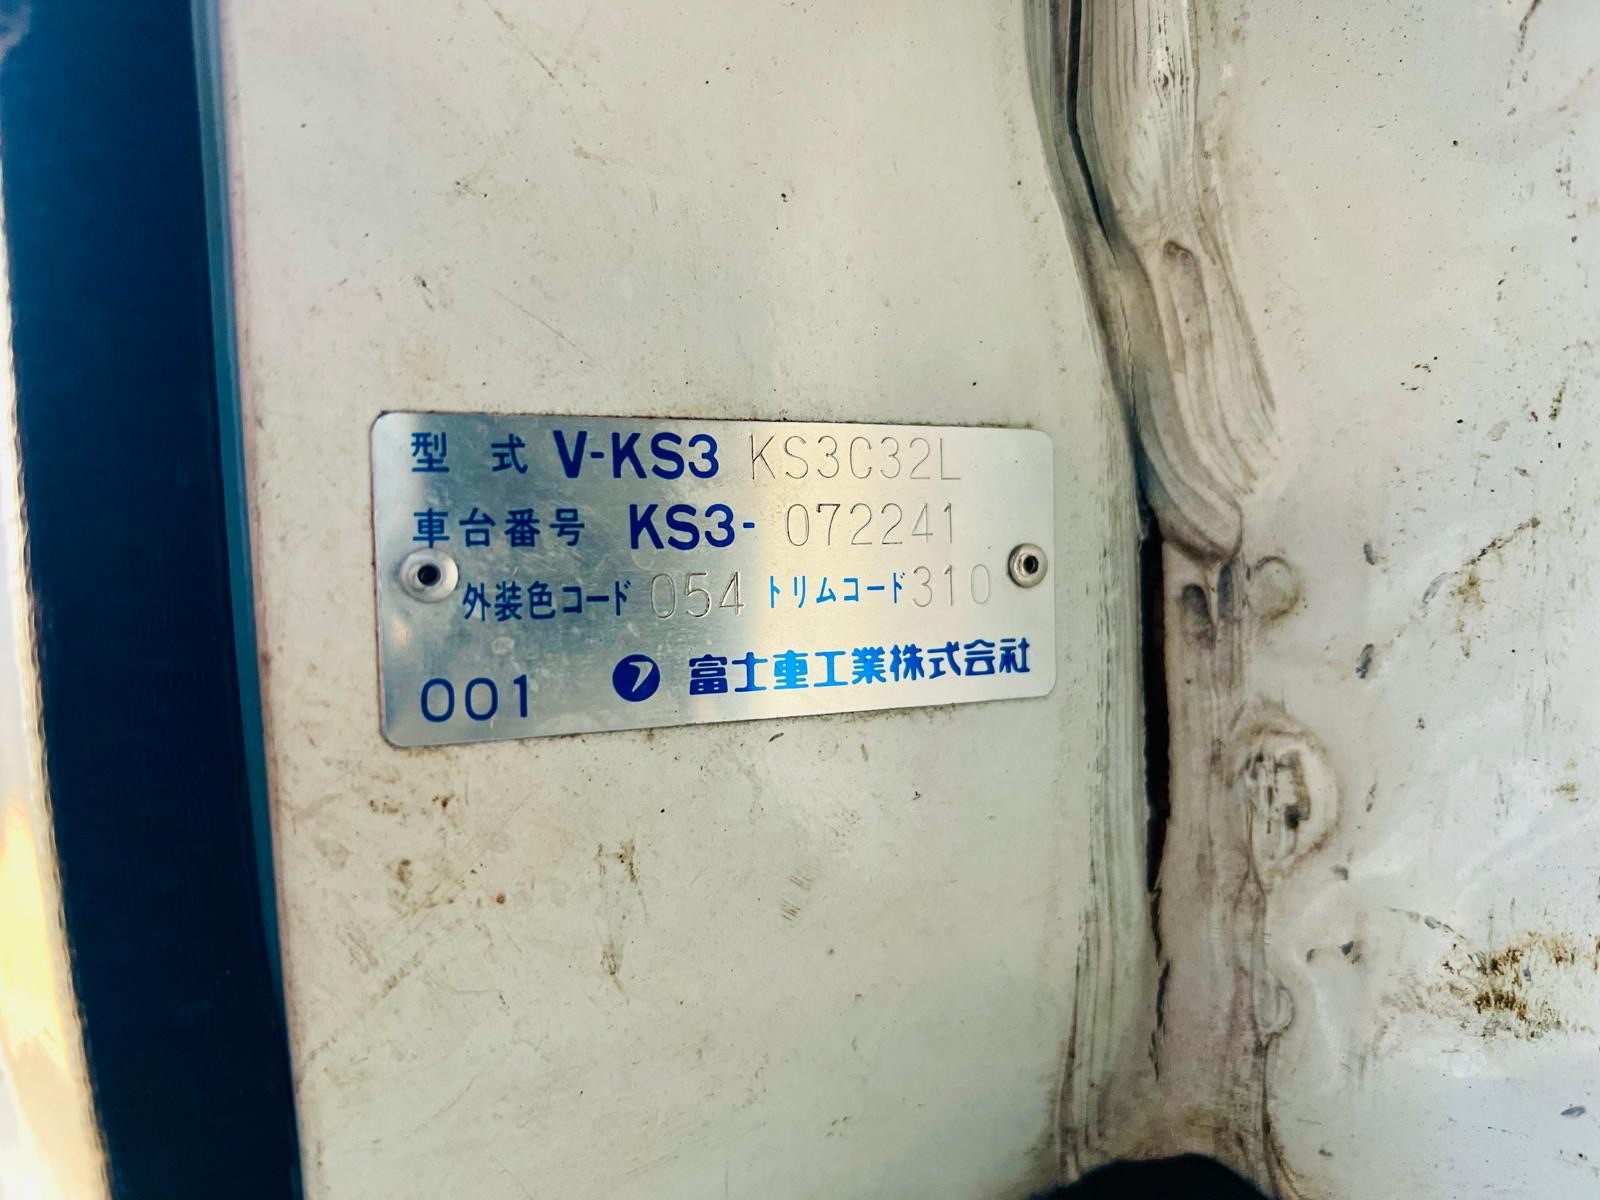 型式 V-KS3 KS3C32L
車台番号 KS3- 072241
外装色コード 054 トリムコード 310
001 富士重工業株式会社